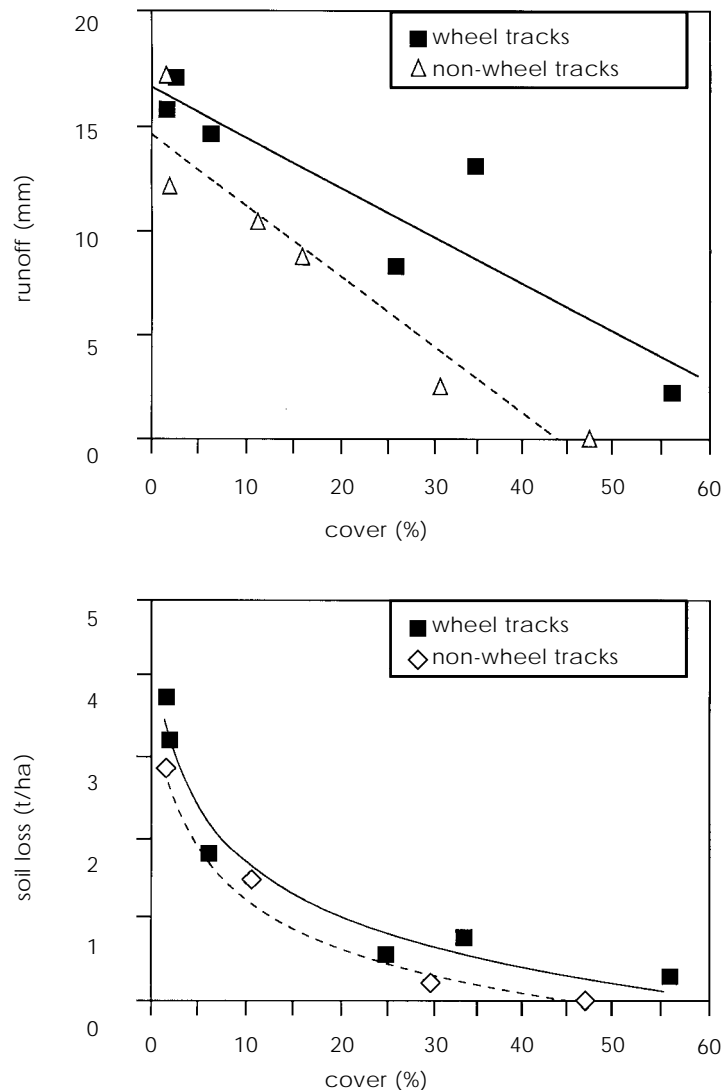 20
wheel tracks
non-wheel tracks
15
10
runoff (mm)
5
0
0 10 20 30 40 50 60
cover (%)
5
wheel tracks
non-wheel tracks
4
3
soil loss (t/ha)
2
1
0
0 10 20 30 40 50 60
cover (%)